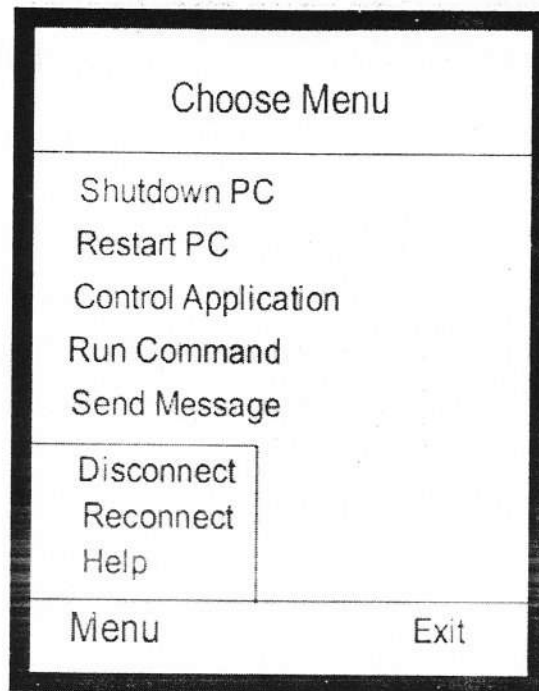 Choose Menu
Shutdown PC
Restart PC
Control Application
Run Command
Send Message
Disconnect
Reconnect
Help
Menu Exit